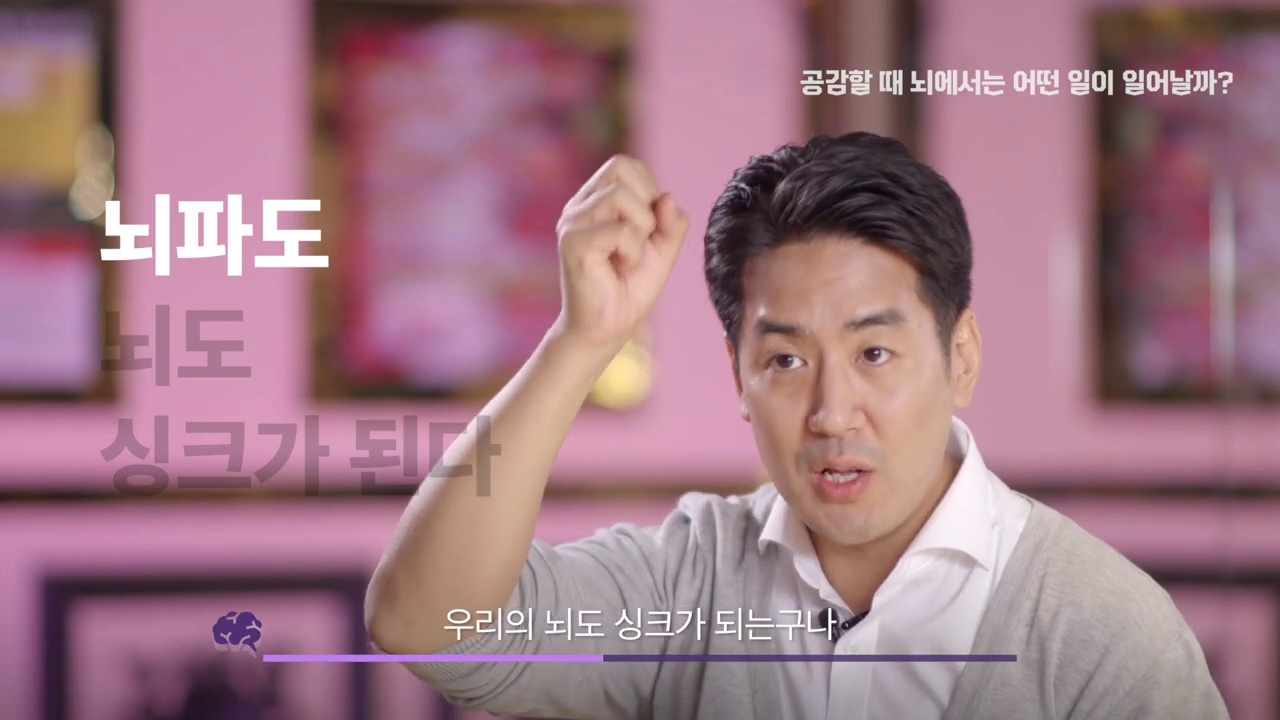 공감할 때 뇌에서는 어떤 일이 일어날까?
뇌파도
뇌도
싱크가 된다
우리의 뇌도 싱크가 되는구나